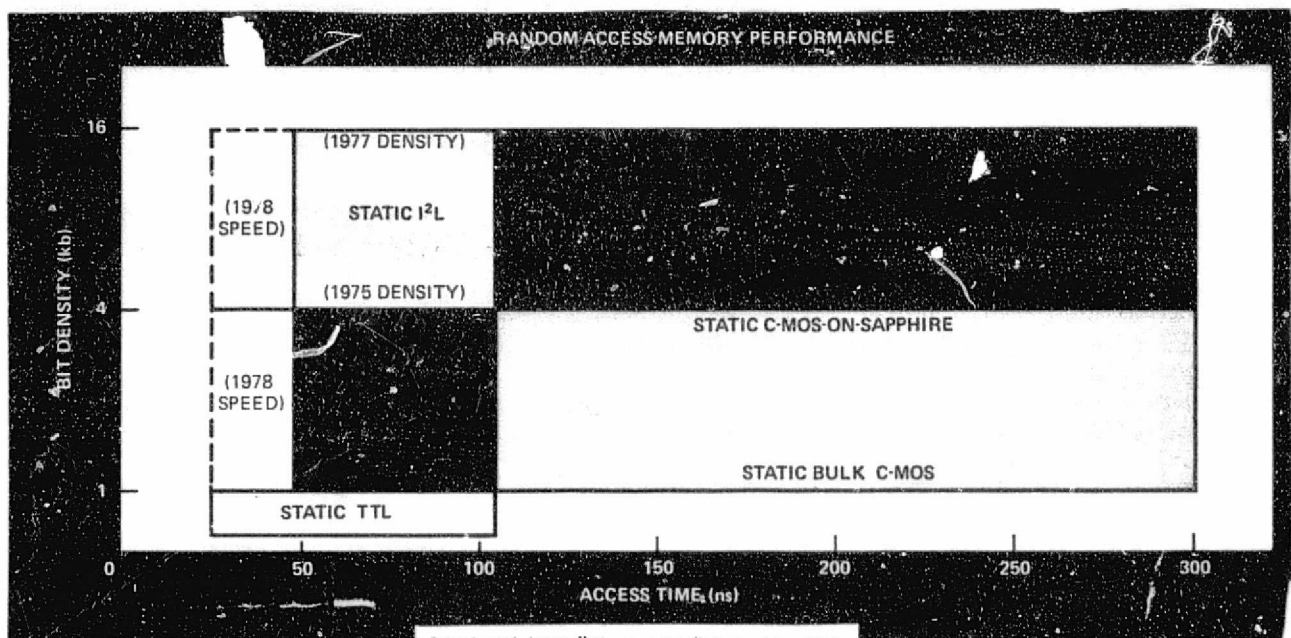 RANDOM ACCESS MEMORY PERFORMANCE
16
(1977 DENSITY)
(1978 SPEED)
STATIC I²L
(1975 DENSITY)
BIT DENSITY (kb)
4
STATIC C-MOS-ON-SAPPHIRE
(1978 SPEED)
STATIC BULK C-MOS
1
STATIC TTL
0
50
100
150
200
250
300
ACCESS TIME (ns)